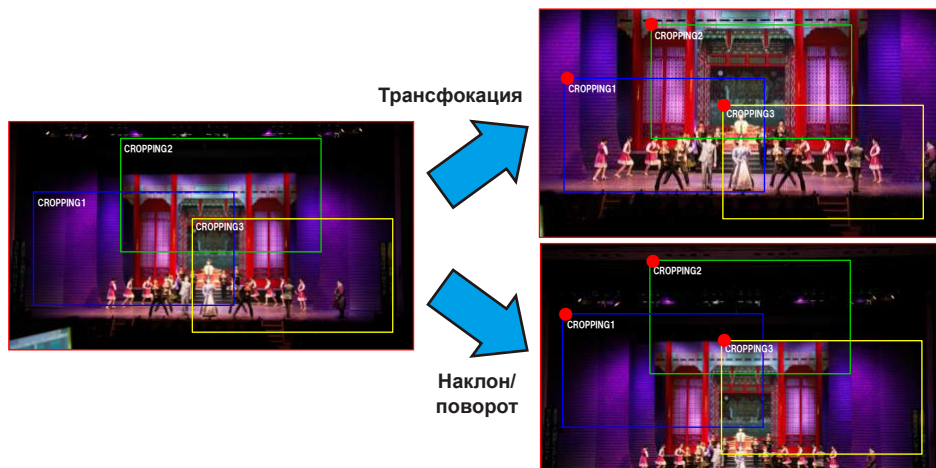 Трансфокация
CROPPING2
CROPPING1
CROPPING3
CROPPING2
CROPPING1
CROPPING3
Наклон/
поворот
CROPPING2
CROPPING1
CROPPING3